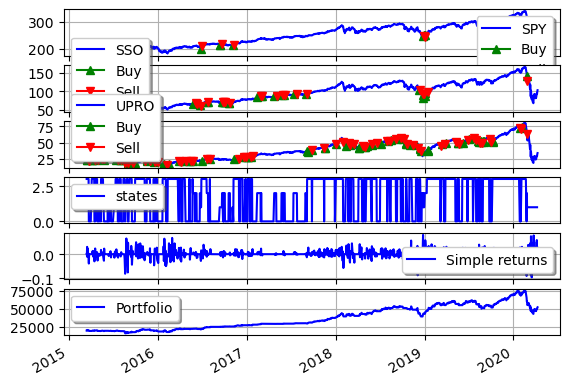 300
200
SPY
Buy
SSO
Buy
Sell
150
100
50
UPRO
Buy
Sell
75
50
25
states
2.5
0.0
Simple returns
0.0
−0.1
Portfolio
75000
50000
25000
2015 2016 2017 2018 2019 2020